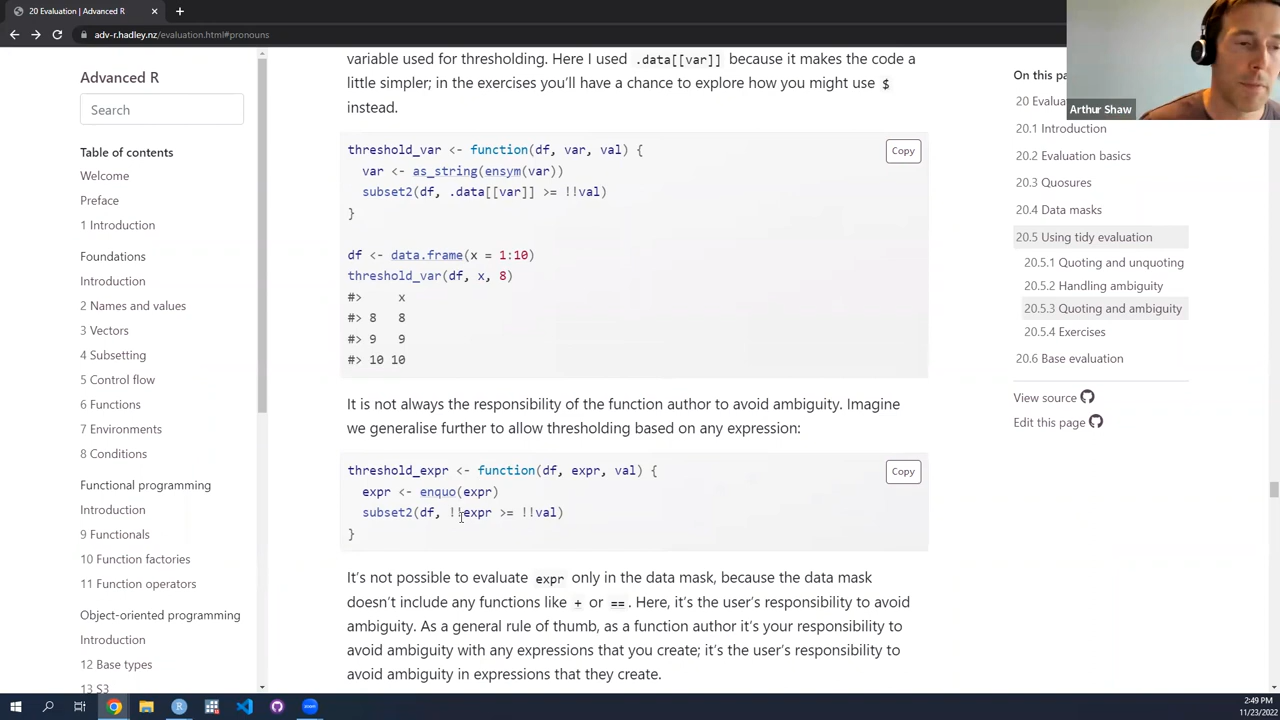 20 Evaluation | Advanced R
adv-r.hadley.nz/evaluation.html#pronouns
Arthur Shaw
Advanced R
Search
Table of contents
Welcome
Preface
1 Introduction
Foundations
Introduction
2 Names and values
3 Vectors
4 Subsetting
5 Control flow
6 Functions
7 Environments
8 Conditions
Functional programming
Introduction
9 Functionals
10 Function factories
11 Function operators
Object-oriented programming
Introduction
12 Base types
13 S3
variable used for thresholding. Here I used .data[[var]] because it makes the code a
little simpler; in the exercises you’ll have a chance to explore how you might use $
instead.
Copy
threshold_var <- function(df, var, val) {
  var <- as_string(ensym(var))
  subset2(df, .data[[var]] >= !!val)
}
df <- data.frame(x = 1:10)
threshold_var(df, x, 8)
#>     x
#> 8   8
#> 9   9
#> 10 10
It is not always the responsibility of the function author to avoid ambiguity. Imagine
we generalise further to allow thresholding based on any expression:
Copy
threshold_expr <- function(df, expr, val) {
  expr <- enquo(expr)
  subset2(df, !!expr >= !!val)
}
It’s not possible to evaluate expr only in the data mask, because the data mask
doesn’t include any functions like + or ==. Here, it’s the user’s responsibility to avoid
ambiguity. As a general rule of thumb, as a function author it’s your responsibility to
avoid ambiguity with any expressions that you create; it’s the user’s responsibility to
avoid ambiguity in expressions that they create.
On this
20
20.1 Introduction
20.2 Evaluation basics
20.3 Quosures
20.4 Data masks
20.5 Using tidy evaluation
20.5.1 Quoting and unquoting
20.5.2 Handling ambiguity
20.5.3 Quoting and ambiguity
20.5.4 Exercises
20.6 Base evaluation
View source
Edit this page
2:49 PM
11/23/2022